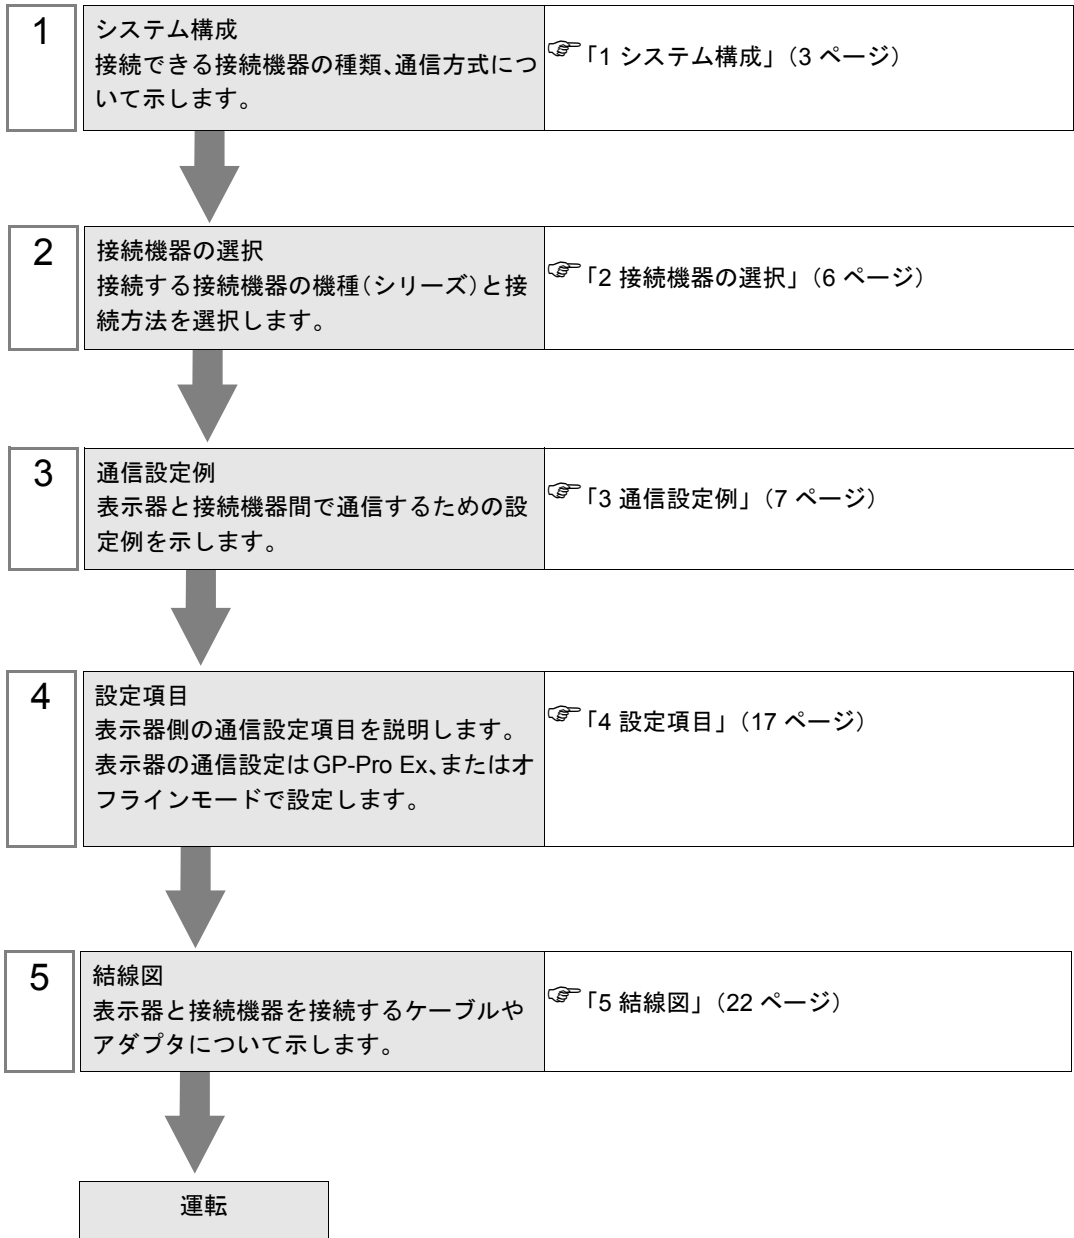 1
システム構成
接続できる接続機器の種類、通信方式につ
いて示します。
☞「1 システム構成」（3 ページ）
2
接続機器の選択
接続する接続機器の機種（シリーズ）と接
続方法を選択します。
☞「2 接続機器の選択」（6 ページ）
3
通信設定例
表示器と接続機器間で通信するための設
定例を示します。
☞「3 通信設定例」（7 ページ）
4
設定項目
表示器側の通信設定項目を説明します。
表示器の通信設定はGP-Pro Ex、またはオ
フラインモードで設定します。
☞「4 設定項目」（17 ページ）
5
結線図
表示器と接続機器を接続するケーブルや
アダプタについて示します。
☞「5 結線図」（22 ページ）
運転